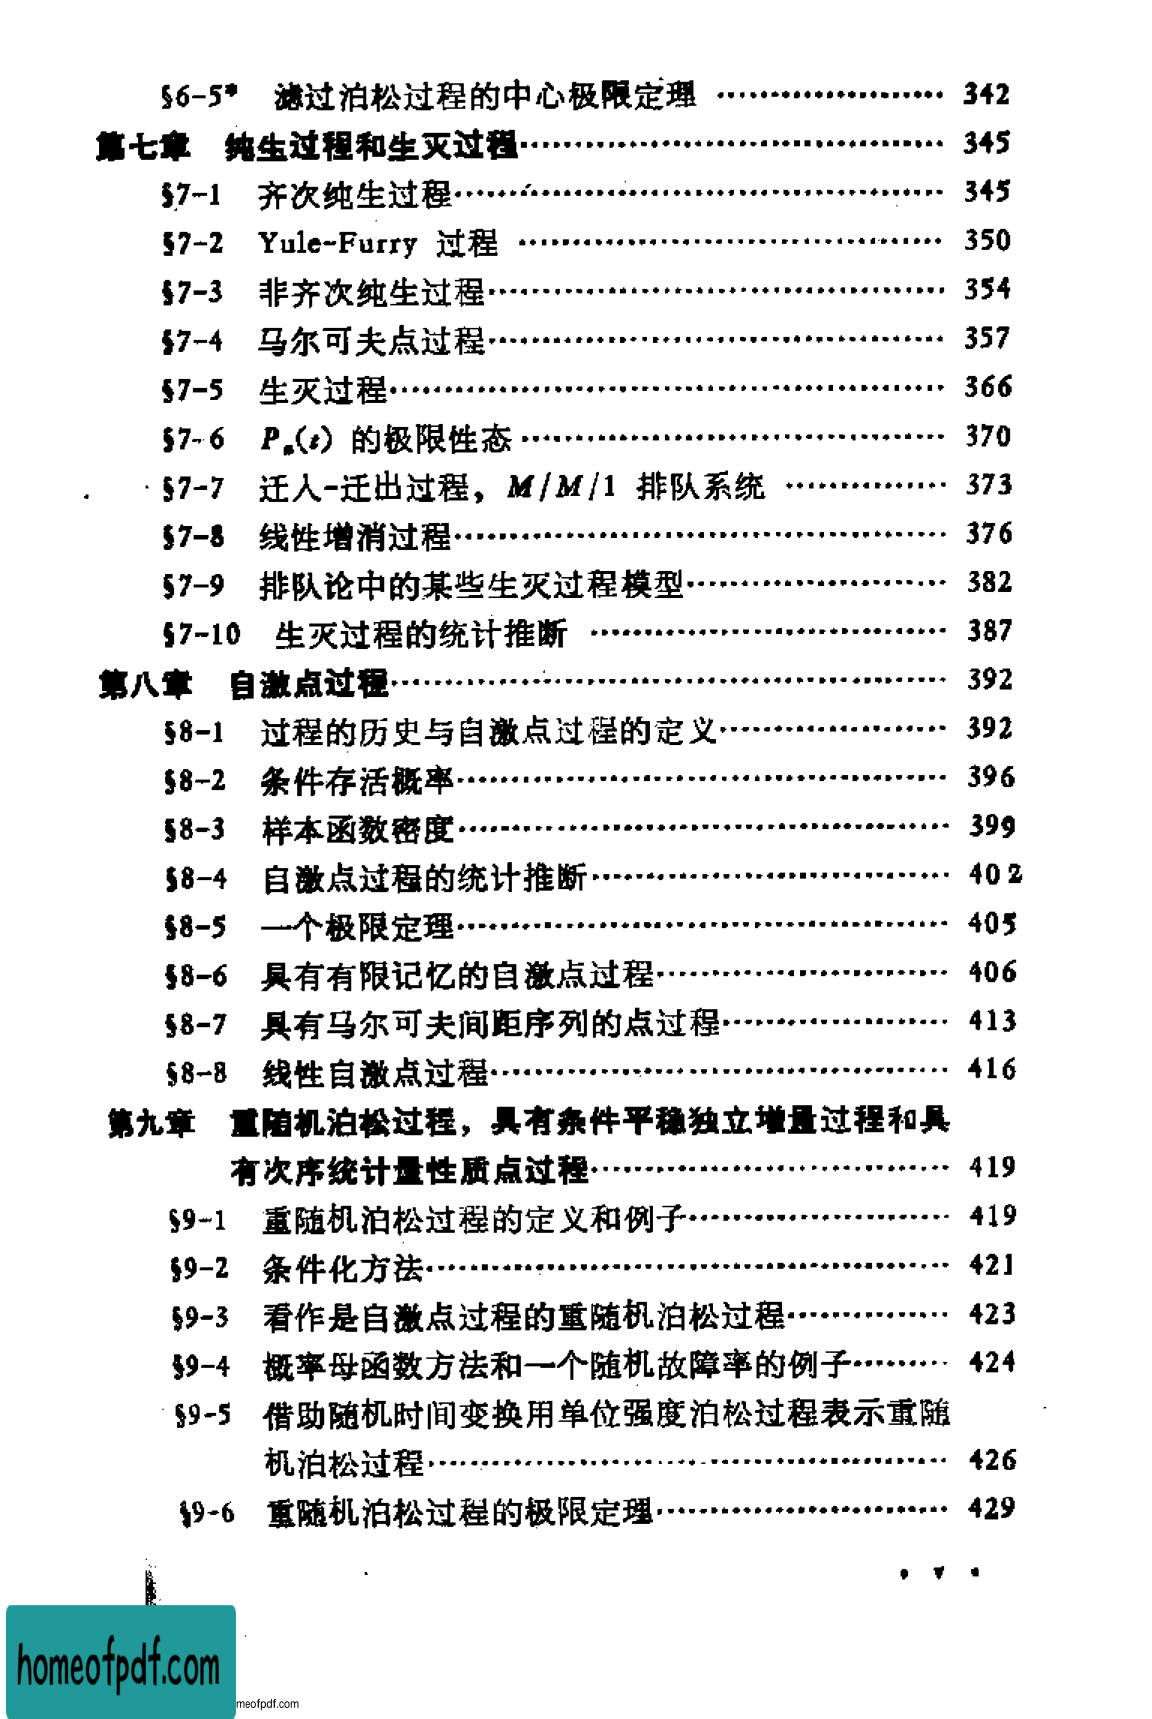 §6-5* 滤过泊松过程的中心极限定理 …………………… 342
第七章 纯生过程和生灭过程…………………………………… 345
§7-1 齐次纯生过程………………………………………… 345
§7-2 Yule-Furry 过程 …………………………………… 350
§7-3 非齐次纯生过程……………………………………… 354
§7-4 马尔可夫点过程……………………………………… 357
§7-5 生灭过程……………………………………………… 366
§7-6 Pₙ(t) 的极限性态…………………………………… 370
§7-7 迁入-迁出过程，M/M/1 排队系统 …………… 373
§7-8 线性增消过程………………………………………… 376
§7-9 排队论中的某些生灭过程模型……………………… 382
§7-10 生灭过程的统计推断 ……………………………… 387
第八章 自激点过程……………………………………………… 392
§8-1 过程的历史与自激点过程的定义…………………… 392
§8-2 条件存活概率………………………………………… 396
§8-3 样本函数密度………………………………………… 399
§8-4 自激点过程的统计推断……………………………… 402
§8-5 一个极限定理………………………………………… 405
§8-6 具有有限记忆的自激点过程………………………… 406
§8-7 具有马尔可夫间距序列的点过程…………………… 413
§8-8 线性自激点过程……………………………………… 416
第九章 重随机泊松过程，具有条件平稳独立增量过程和具
有次序统计量性质点过程……………………………… 419
§9-1 重随机泊松过程的定义和例子……………………… 419
§9-2 条件化方法…………………………………………… 421
§9-3 看作是自激点过程的重随机泊松过程……………… 423
§9-4 概率母函数方法和一个随机故障率的例子……… 424
§9-5 借助随机时间变换用单位强度泊松过程表示重随
机泊松过程…………………………………………… 426
§9-6 重随机泊松过程的极限定理………………………… 429
• v •
homeofpdf.com
meofpdf.com